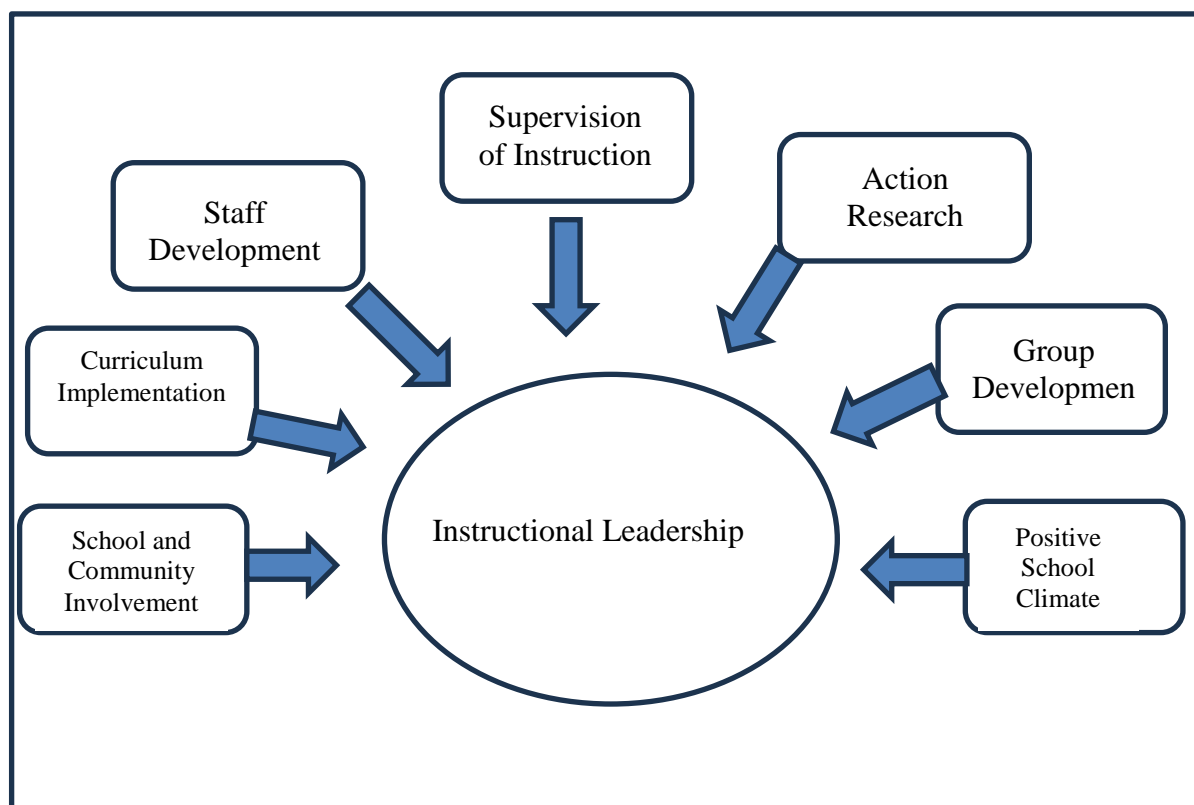 Supervision
of Instruction
Staff
Development
Action
Research
Curriculum
Implementation
Group
Developmen
School and
Community
Involvement
Instructional Leadership
Positive
School
Climate